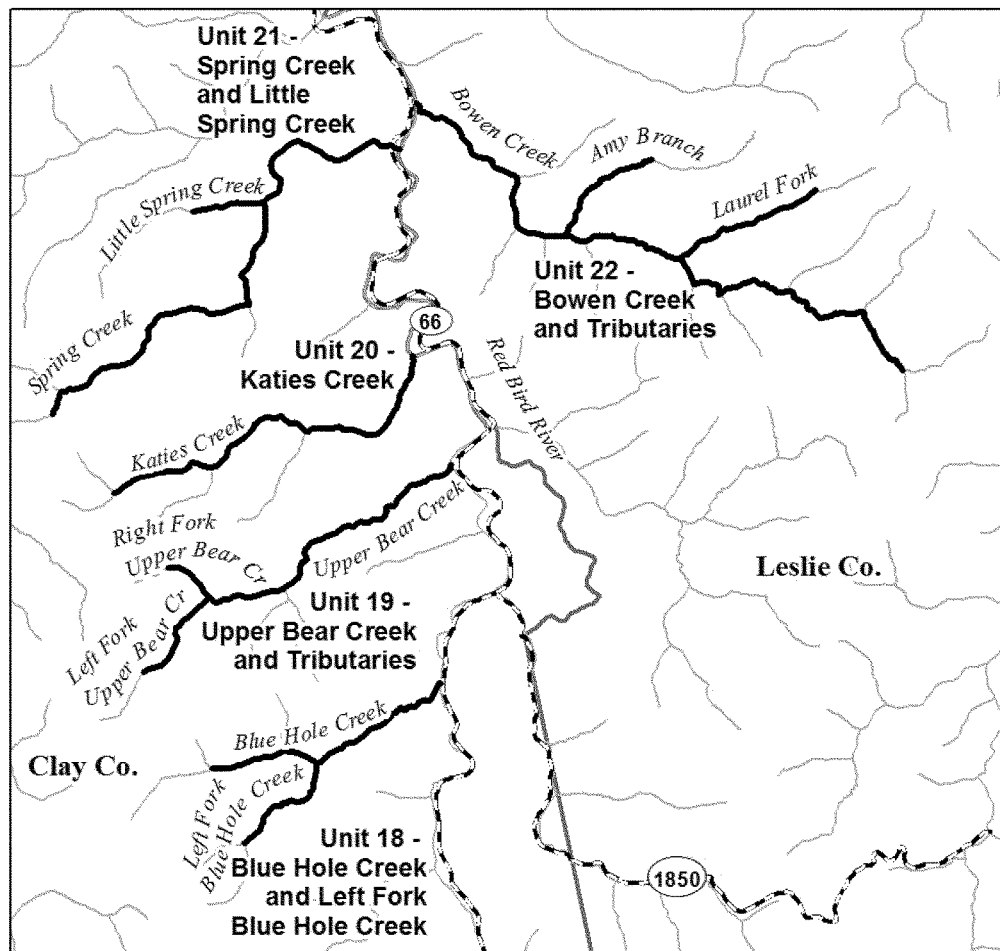 Unit 21 -
Spring Creek
and Little
Spring Creek
Bowen Creek
Amy Branch
Laurel Fork
Little Spring Creek
Unit 22 -
Bowen Creek
and Tributaries
Spring Creek
66
Unit 20 -
Katies Creek
Red Bird River
Katies Creek
Right Fork
Upper Bear Cr
Upper Bear Creek
Leslie Co.
Left Fork
Upper Bear Cr
Unit 19 -
Upper Bear Creek
and Tributaries
Blue Hole Creek
Clay Co.
Left Fork
Blue Hole Creek
Unit 18 -
Blue Hole Creek
and Left Fork
Blue Hole Creek
1850